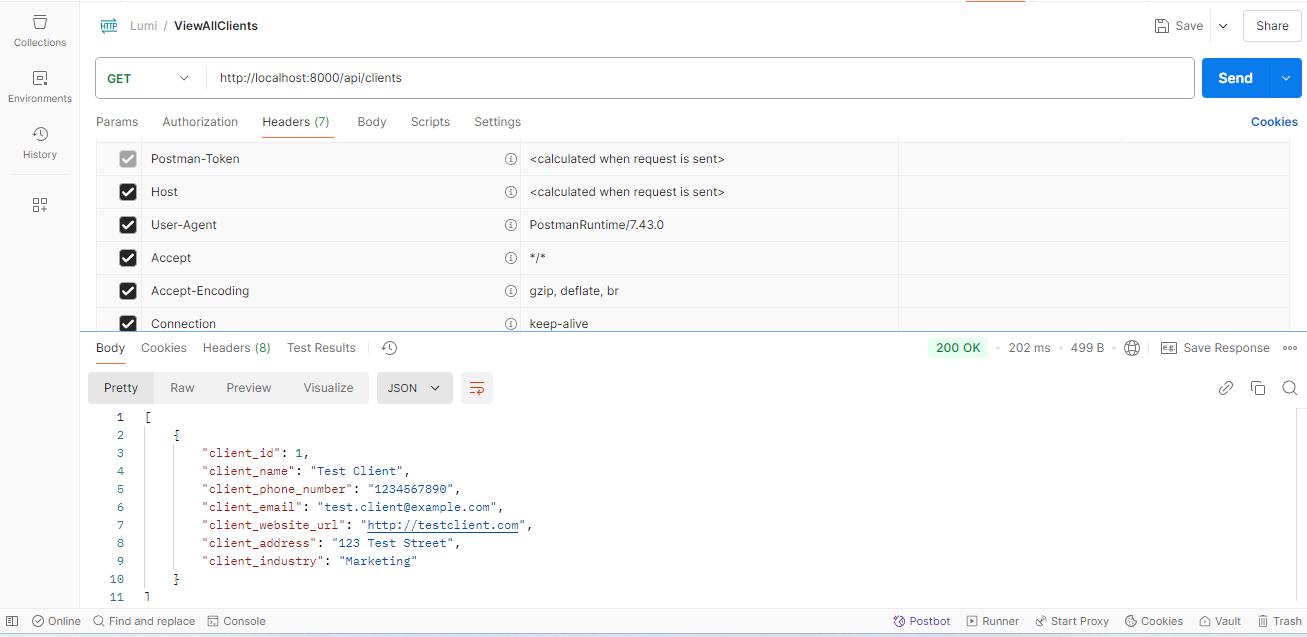 Collections
Environments
History
HTTP Lumi / ViewAllClients Save Share
GET http://localhost:8000/api/clients Send
Params Authorization Headers (7) Body Scripts Settings Cookies
Postman-Token <calculated when request is sent>
Host <calculated when request is sent>
User-Agent PostmanRuntime/7.43.0
Accept */*
Accept-Encoding gzip, deflate, br
Connection keep-alive
Body Cookies Headers (8) Test Results 200 OK • 202 ms • 499 B • e.g. Save Response
Pretty Raw Preview Visualize JSON
1 [
2 {
3 "client_id": 1,
4 "client_name": "Test Client",
5 "client_phone_number": "1234567890",
6 "client_email": "test.client@example.com",
7 "client_website_url": "http://testclient.com",
8 "client_address": "123 Test Street",
9 "client_industry": "Marketing"
10 }
11 ]
Online Find and replace Console Postbot Runner Start Proxy Cookies Vault Trash